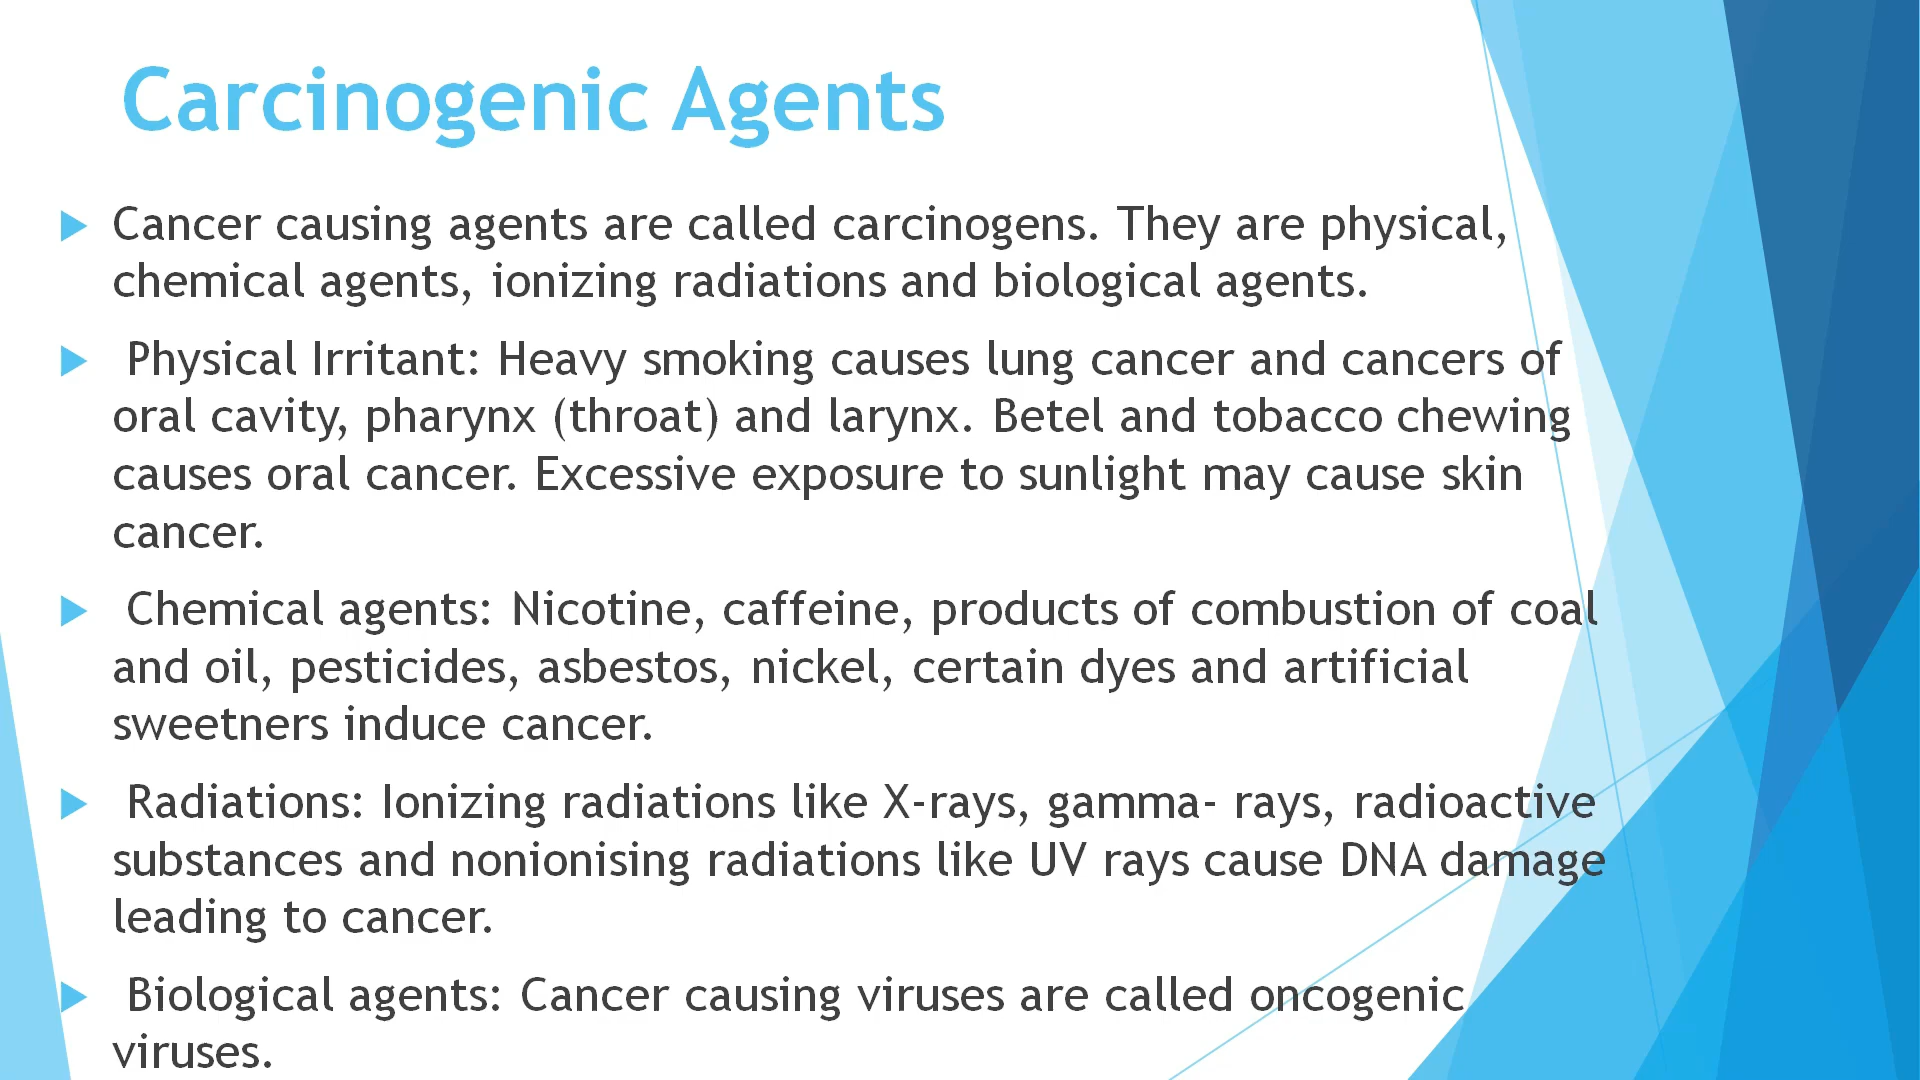 Carcinogenic Agents
Cancer causing agents are called carcinogens. They are physical,
chemical agents, ionizing radiations and biological agents.
Physical Irritant: Heavy smoking causes lung cancer and cancers of
oral cavity, pharynx (throat) and larynx. Betel and tobacco chewing
causes oral cancer. Excessive exposure to sunlight may cause skin
cancer.
Chemical agents: Nicotine, caffeine, products of combustion of coal
and oil, pesticides, asbestos, nickel, certain dyes and artificial
sweetners induce cancer.
Radiations: Ionizing radiations like X-rays, gamma- rays, radioactive
substances and nonionising radiations like UV rays cause DNA damage
leading to cancer.
Biological agents: Cancer causing viruses are called oncogenic
viruses.